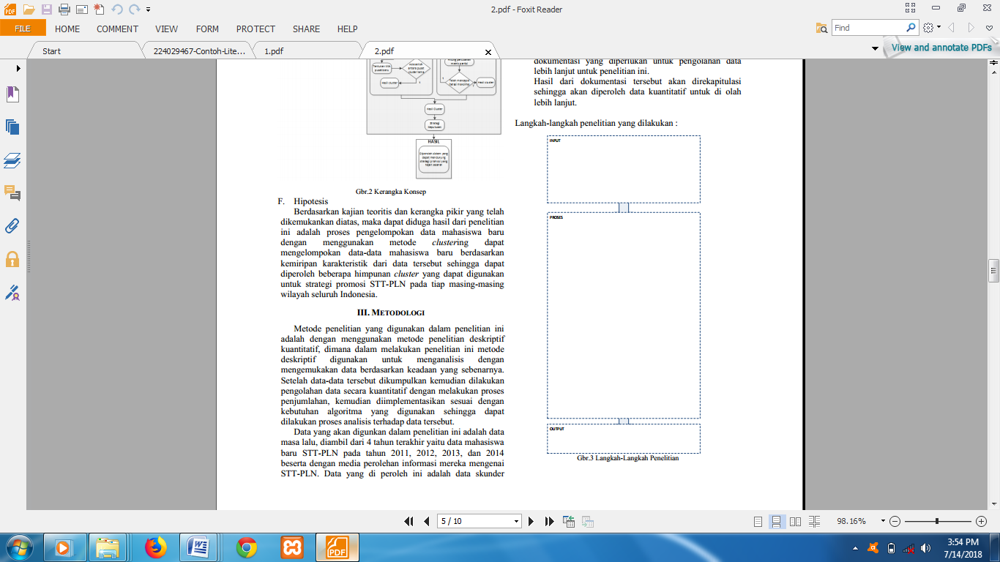 2.pdf - Foxit Reader
FILE
HOME
COMMENT
VIEW
FORM
PROTECT
SHARE
HELP
Find
Start
224029467-Contoh-Lite...
1.pdf
2.pdf
View and annotate PDFs
Hasil cluster
Hasil cluster
Hasil Cluster
Strategi
keputusan
HASIL
Diperoleh sistem yang
dapat mendukung
strategi promosi yang
tepat sasaran
Gbr.2 Kerangka Konsep
F. Hipotesis
Berdasarkan kajian teoritis dan kerangka pikir yang telah
dikemukankan diatas, maka dapat diduga hasil dari penelitian
ini adalah proses pengelompokan data mahasiswa baru
dengan menggunakan metode clustering dapat
mengelompokan data-data mahasiswa baru berdasarkan
kemiripan karakteristik dari data tersebut sehingga dapat
diperoleh beberapa himpunan cluster yang dapat digunakan
untuk strategi promosi STT-PLN pada tiap masing-masing
wilayah seluruh Indonesia.
III. METODOLOGI
Metode penelitian yang digunakan dalam penelitian ini
adalah dengan menggunakan metode penelitian deskriptif
kuantitatif, dimana dalam melakukan penelitian ini metode
deskriptif digunakan untuk menganalisis dengan
mengemukakan data berdasarkan keadaan yang sebenarnya.
Setelah data-data tersebut dikumpulkan kemudian dilakukan
pengolahan data secara kuantitatif dengan melakukan proses
penjumlahan, kemudian diimplementasikan sesuai dengan
kebutuhan algoritma yang digunakan sehingga dapat
dilakukan proses analisis terhadap data tersebut.
Data yang akan digunkan dalam penelitian ini adalah data
masa lalu, diambil dari 4 tahun terakhir yaitu data mahasiswa
baru STT-PLN pada tahun 2011, 2012, 2013, dan 2014
beserta dengan media perolehan informasi mereka mengenai
STT-PLN. Data yang di peroleh ini adalah data skunder
dokumentasi yang diperlukan untuk pengolahan data
lebih lanjut untuk penelitian ini.
Hasil dari dokumentasi tersebut akan direkapitulasi
sehingga akan diperoleh data kuantitatif untuk di olah
lebih lanjut.
Langkah-langkah penelitian yang dilakukan :
INPUT
PROSES
OUTPUT
Gbr.3 Langkah-Langkah Penelitian
5 / 10
98.16%
3:54 PM
7/14/2018